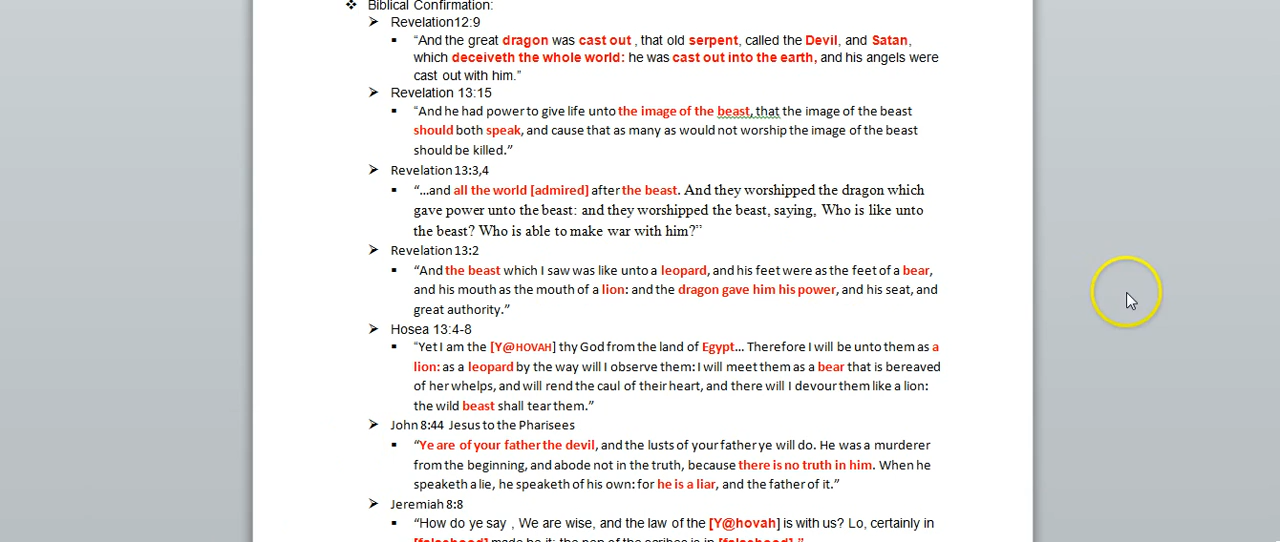 ❖ Biblical Confirmation:
➤ Revelation12:9
▪ “And the great dragon was cast out , that old serpent, called the Devil, and Satan,
which deceiveth the whole world: he was cast out into the earth, and his angels were
cast out with him.”
➤ Revelation 13:15
▪ “And he had power to give life unto the image of the beast, that the image of the beast
should both speak, and cause that as many as would not worship the image of the beast
should be killed.”
➤ Revelation 13:3,4
▪ “…and all the world [admired] after the beast. And they worshipped the dragon which
gave power unto the beast: and they worshipped the beast, saying, Who is like unto
the beast? Who is able to make war with him?”
➤ Revelation 13:2
▪ “And the beast which I saw was like unto a leopard, and his feet were as the feet of a bear,
and his mouth as the mouth of a lion: and the dragon gave him his power, and his seat, and
great authority.”
➤ Hosea 13:4-8
▪ “Yet I am the [Y@HOVAH] thy God from the land of Egypt… Therefore I will be unto them as a
lion: as a leopard by the way will I observe them: I will meet them as a bear that is bereaved
of her whelps, and will rend the caul of their heart, and there will I devour them like a lion:
the wild beast shall tear them.”
➤ John 8:44 Jesus to the Pharisees
▪ “Ye are of your father the devil, and the lusts of your father ye will do. He was a murderer
from the beginning, and abode not in the truth, because there is no truth in him. When he
speaketh a lie, he speaketh of his own: for he is a liar, and the father of it.”
➤ Jeremiah 8:8
▪ “How do ye say , We are wise, and the law of the [Y@hovah] is with us? Lo, certainly in
[falsehood] made he it; the pen of the scribes is in [falsehood].”